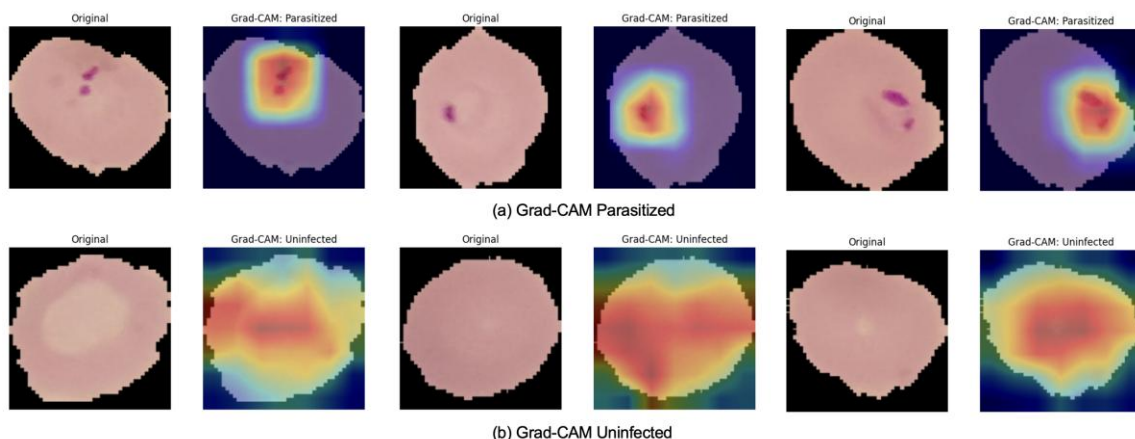 Original Grad-CAM: Parasitized Original Grad-CAM: Parasitized Original Grad-CAM: Parasitized
(a) Grad-CAM Parasitized
Original Grad-CAM: Uninfected Original Grad-CAM: Uninfected Original Grad-CAM: Uninfected
(b) Grad-CAM Uninfected